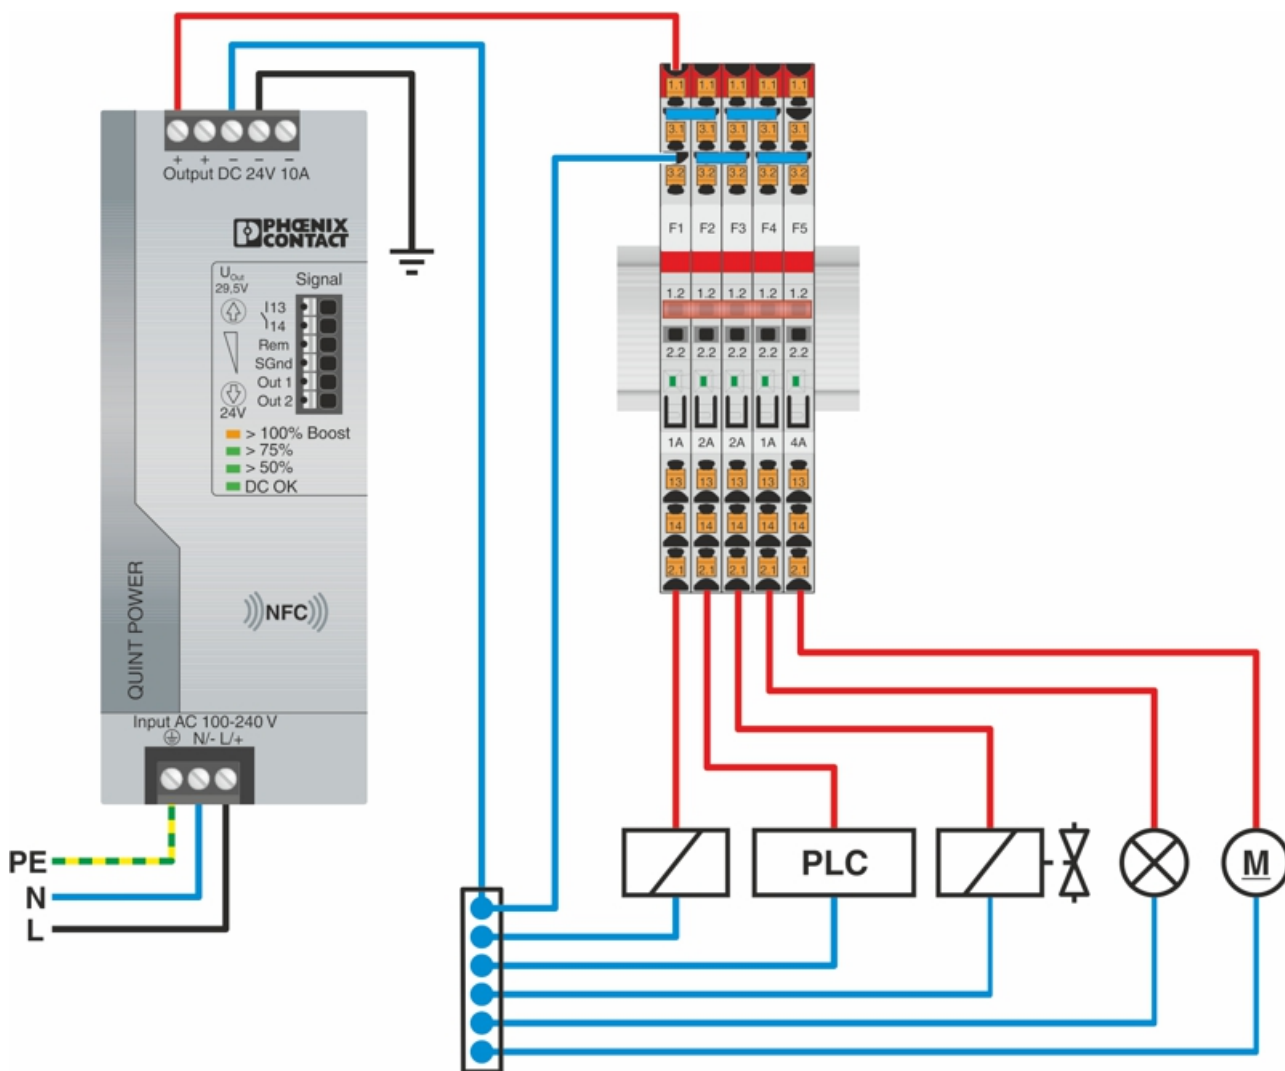 + + − − −
Output DC 24V 10A
PHŒNIX
CONTACT
UOut
29,5V
Signal
13
14
Rem
SGnd
Out 1
Out 2
24V
> 100% Boost
> 75%
> 50%
DC OK
QUINT POWER
NFC
Input AC 100-240 V
N/- L/+
PE
N
L
1.1 1.1 1.1 1.1 1.1
3.1 3.1 3.1 3.1 3.1
3.2 3.2 3.2 3.2 3.2
F1 F2 F3 F4 F5
1.2 1.2 1.2 1.2 1.2
2.2 2.2 2.2 2.2 2.2
1A 2A 2A 1A 4A
13 13 13 13 13
14 14 14 14 14
2.1 2.1 2.1 2.1 2.1
PLC
M